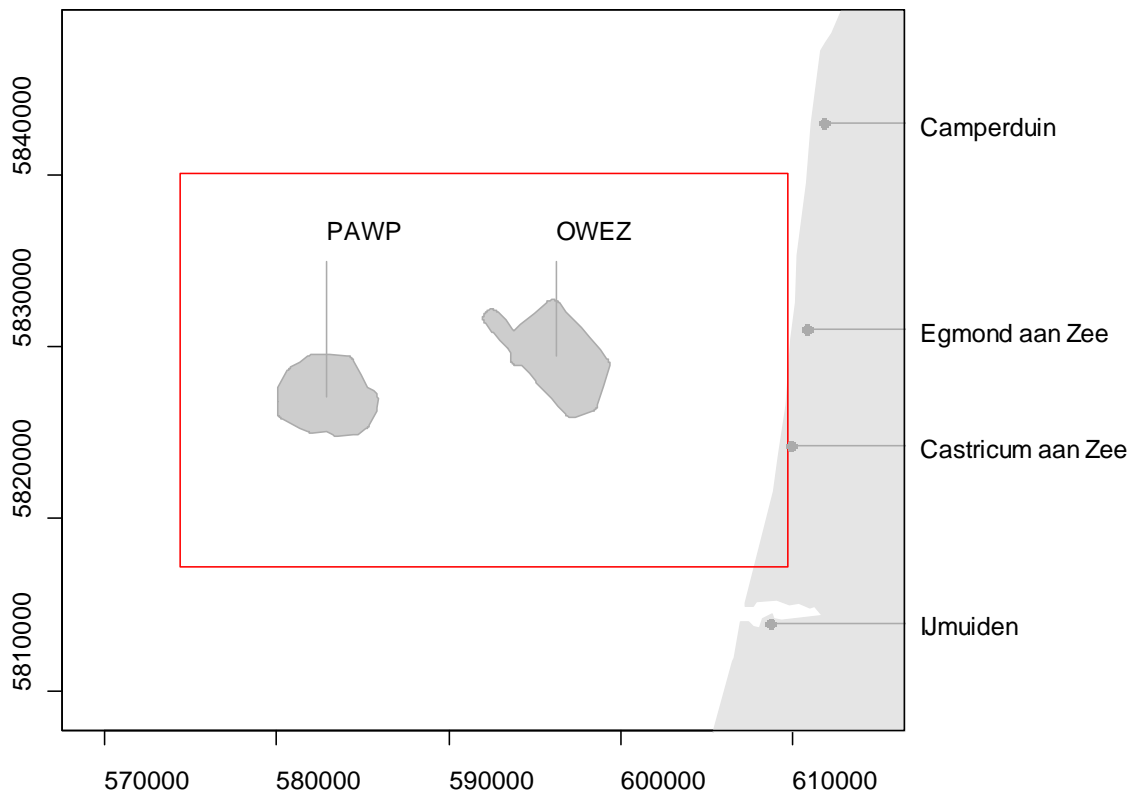 5840000
5830000
5820000
5810000
PAWP
OWEZ
Camperduin
Egmond aan Zee
Castricum aan Zee
IJmuiden
570000
580000
590000
600000
610000